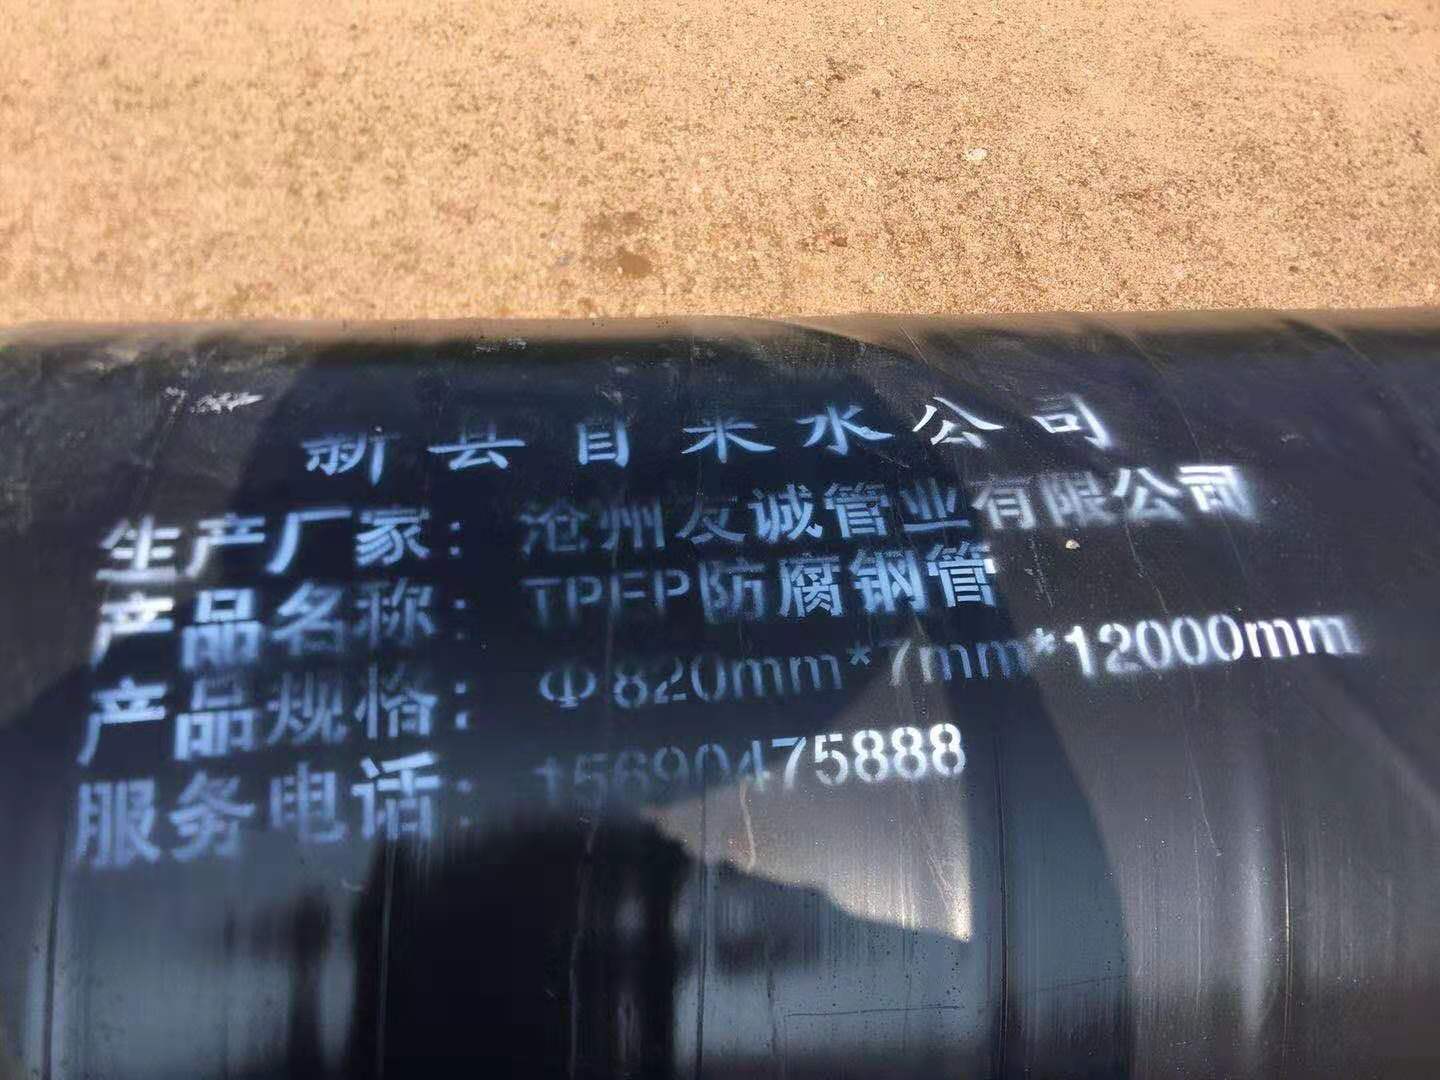 新县自来水公司
生产厂家：沧州友诚管业有限公司
产品名称：TPEP防腐钢管
产品规格：Φ820mm*7mm*12000mm
服务电话：15690475888